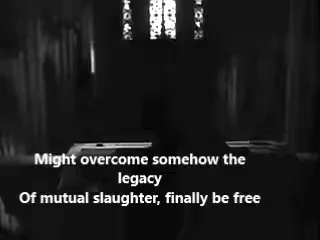 Might overcome somehow the
legacy
Of mutual slaughter, finally be free